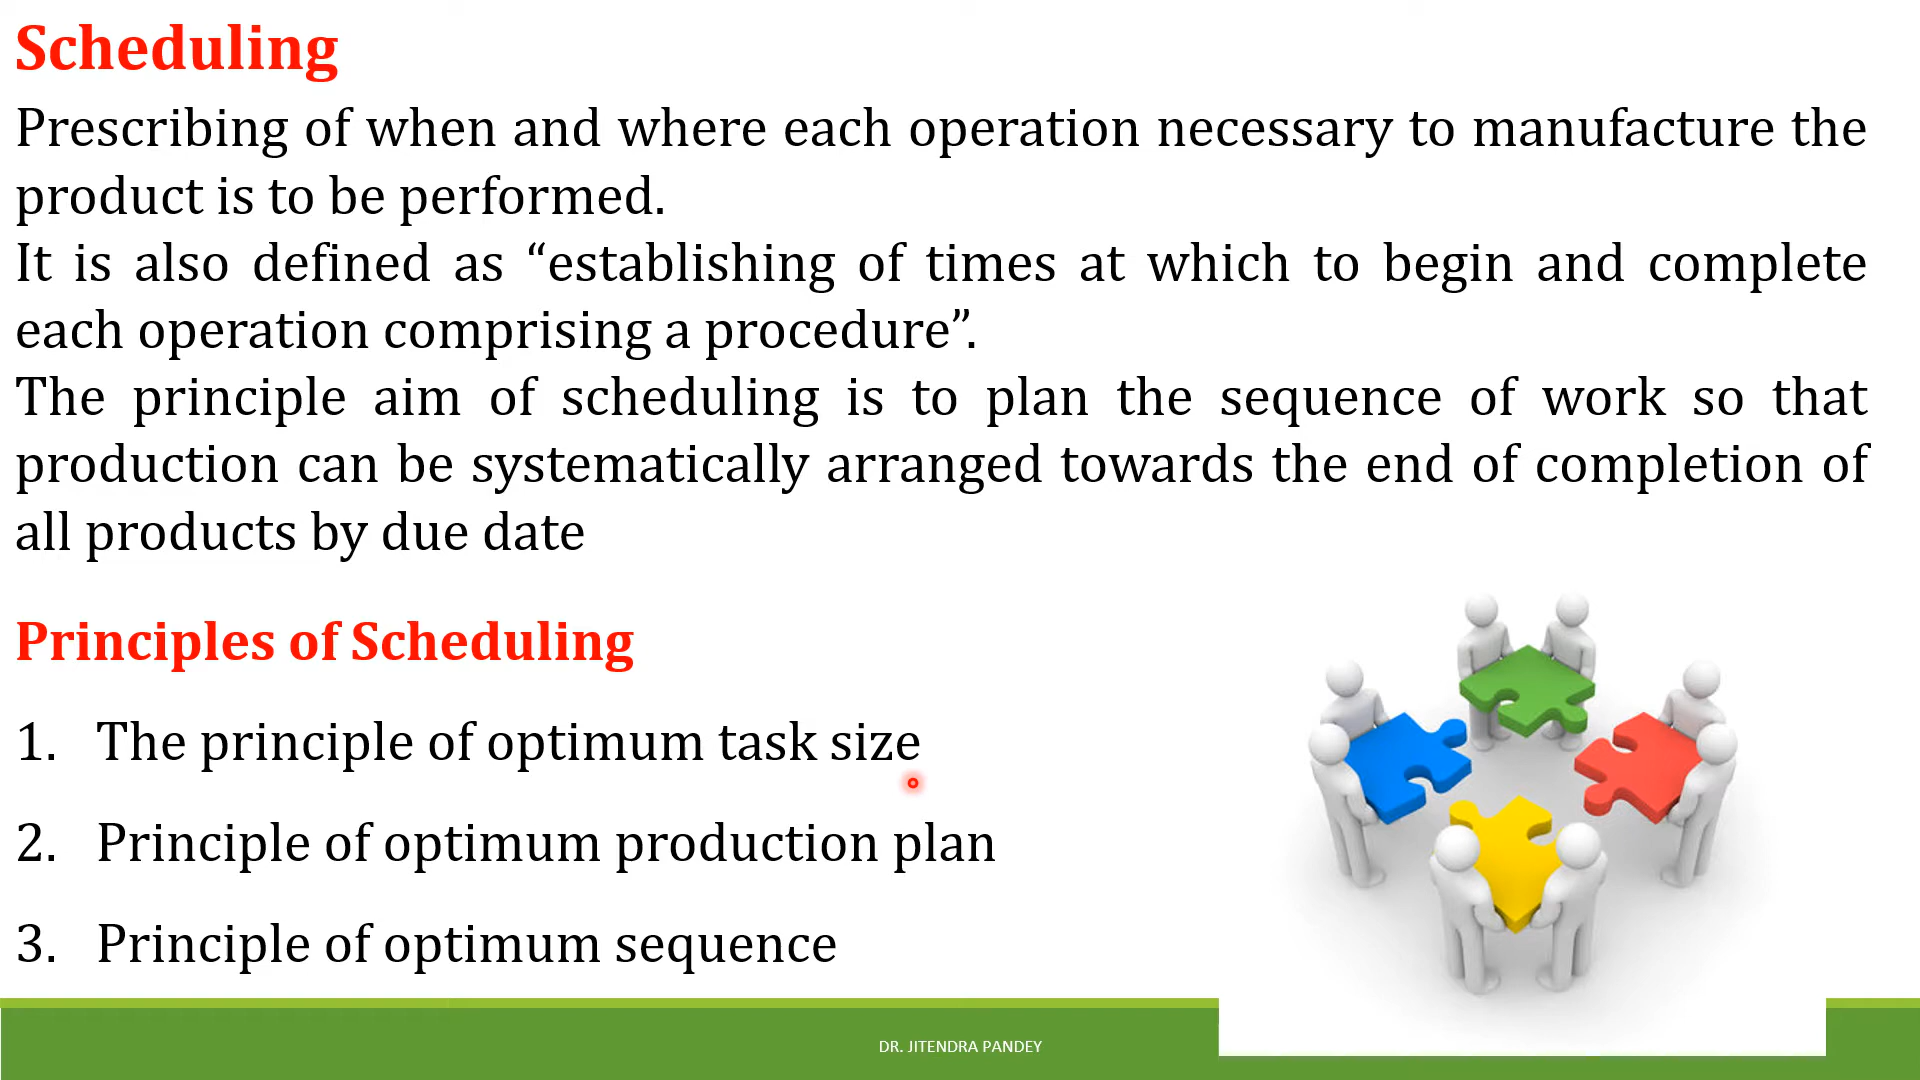 Scheduling
Prescribing of when and where each operation necessary to manufacture the
product is to be performed.
It is also defined as “establishing of times at which to begin and complete
each operation comprising a procedure”.
The principle aim of scheduling is to plan the sequence of work so that
production can be systematically arranged towards the end of completion of
all products by due date
Principles of Scheduling
1. The principle of optimum task size
2. Principle of optimum production plan
3. Principle of optimum sequence
DR. JITENDRA PANDEY